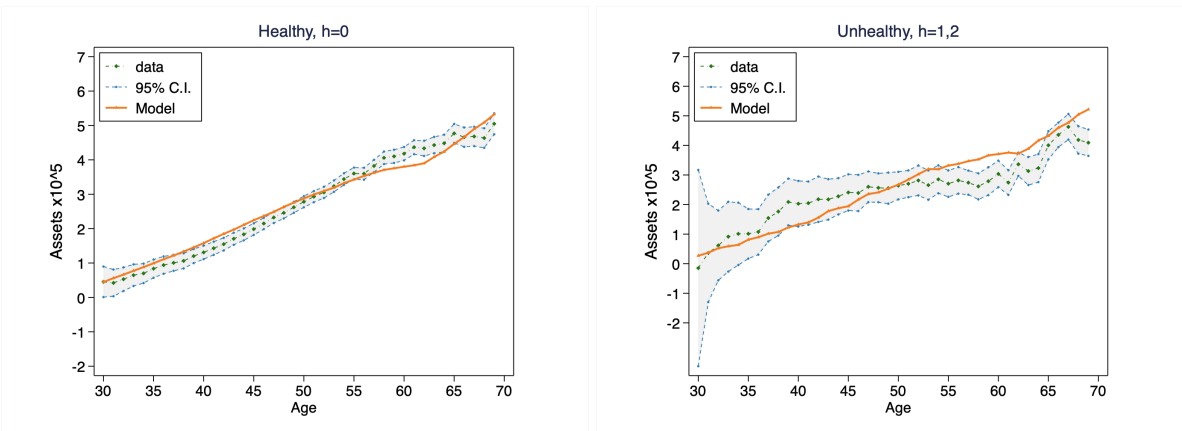 Healthy, h=0
7
6
5
4
3
2
1
0
-1
-2
Assets x10^5
data
95% C.I.
Model
30 35 40 45 50 55 60 65 70
Age
Unhealthy, h=1,2
7
6
5
4
3
2
1
0
-1
-2
Assets x10^5
data
95% C.I.
Model
30 35 40 45 50 55 60 65 70
Age